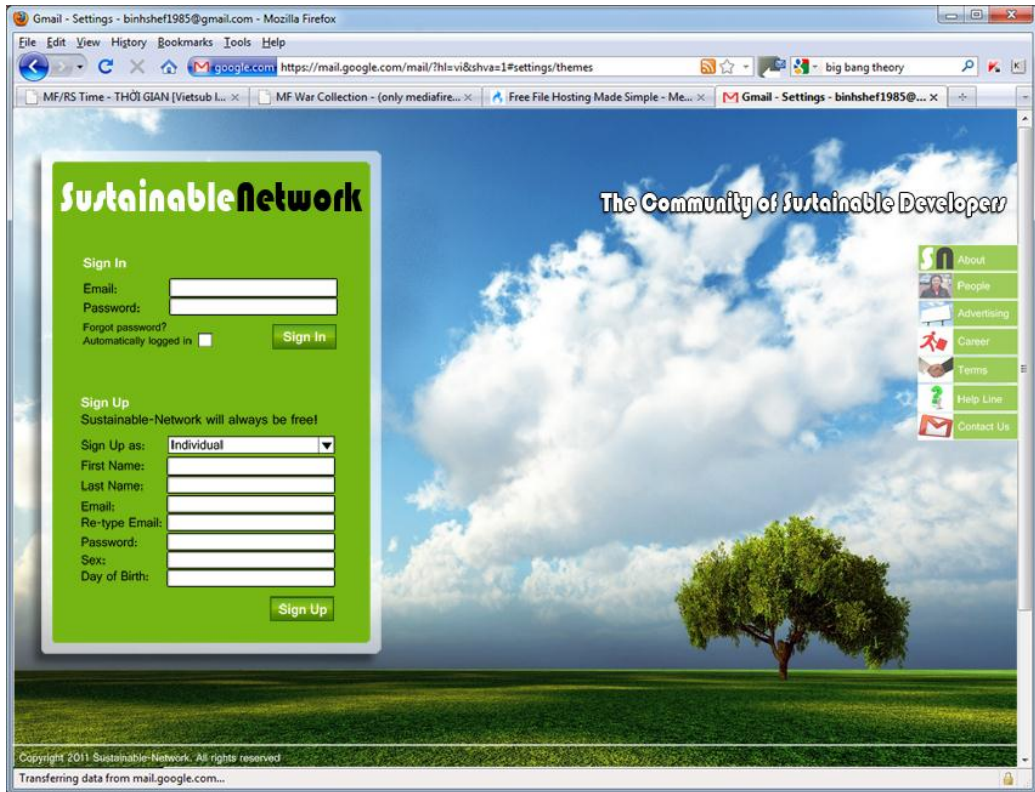 Gmail - Settings - binhshef1985@gmail.com - Mozilla Firefox
File Edit View History Bookmarks Tools Help
google.com https://mail.google.com/mail/?hl=vi&shva=1#settings/themes big bang theory
MF/RS Time - THỜI GIAN [Vietsub l... MF War Collection - (only mediafire... Free File Hosting Made Simple - Me... Gmail - Settings - binhshef1985@...
SustainableNetwork
The Community of Sustainable Developers
Sign In
Email:
Password:
Forgot password?
Automatically logged in
Sign In
Sign Up
Sustainable-Network will always be free!
Sign Up as: Individual
First Name:
Last Name:
Email:
Re-type Email:
Password:
Sex:
Day of Birth:
Sign Up
SN About
People
Advertising
Career
Terms
Help Line
Contact Us
Copyright 2011 Sustainable-Network. All rights reserved
Transferring data from mail.google.com...